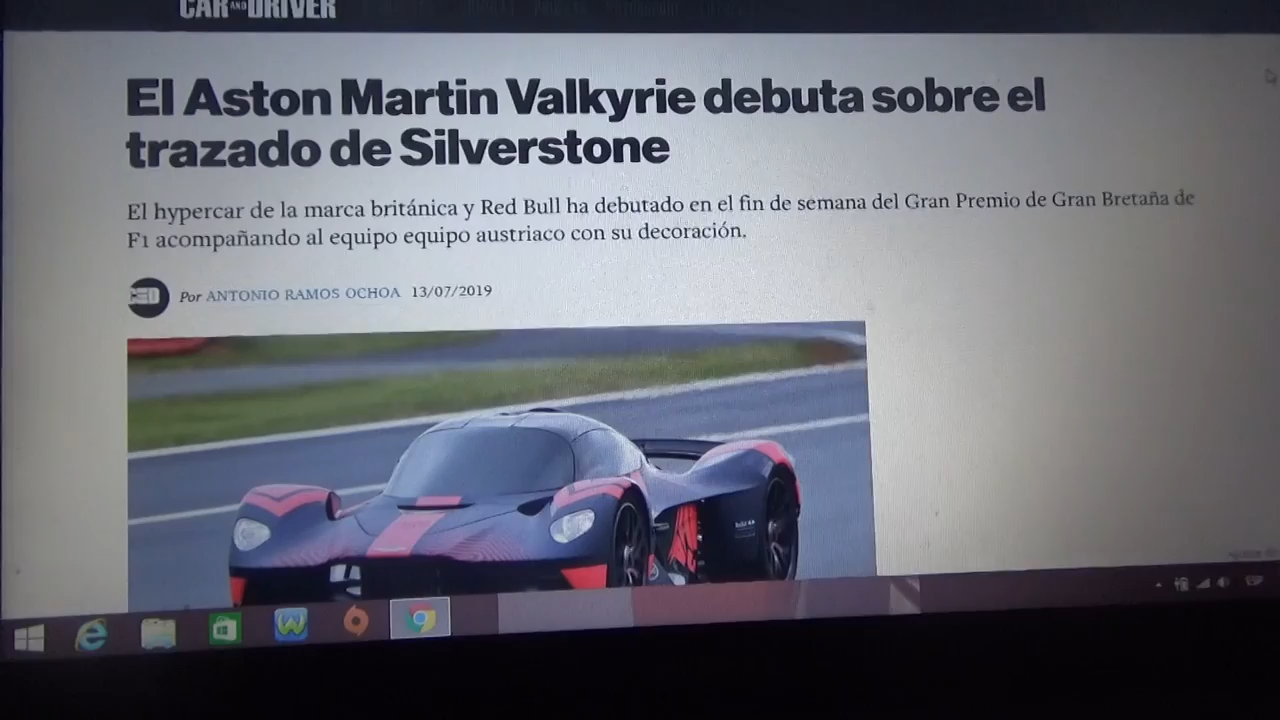 CAR AND DRIVER
El Aston Martin Valkyrie debuta sobre el
trazado de Silverstone
El hypercar de la marca británica y Red Bull ha debutado en el fin de semana del Gran Premio de Gran Bretaña de
F1 acompañando al equipo equipo austriaco con su decoración.
Por ANTONIO RAMOS OCHOA 13/07/2019